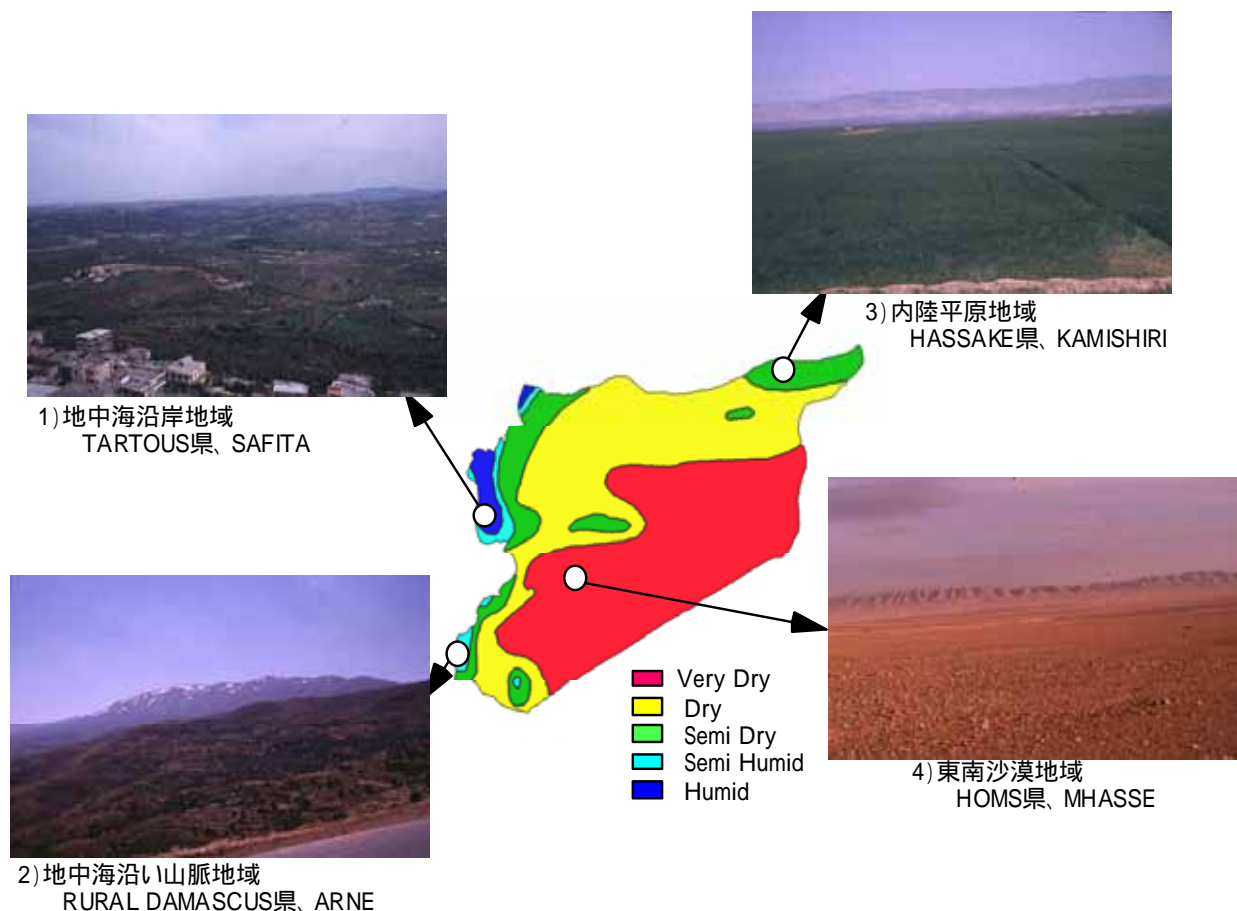 1)地中海沿岸地域
TARTOUS県、SAFITA
3)内陸平原地域
HASSAKE県、KAMISHIRI
Very Dry
Dry
Semi Dry
Semi Humid
Humid
4)東南沙漠地域
HOMS県、MHASSE
2)地中海沿い山脈地域
RURAL DAMASCUS県、ARNE